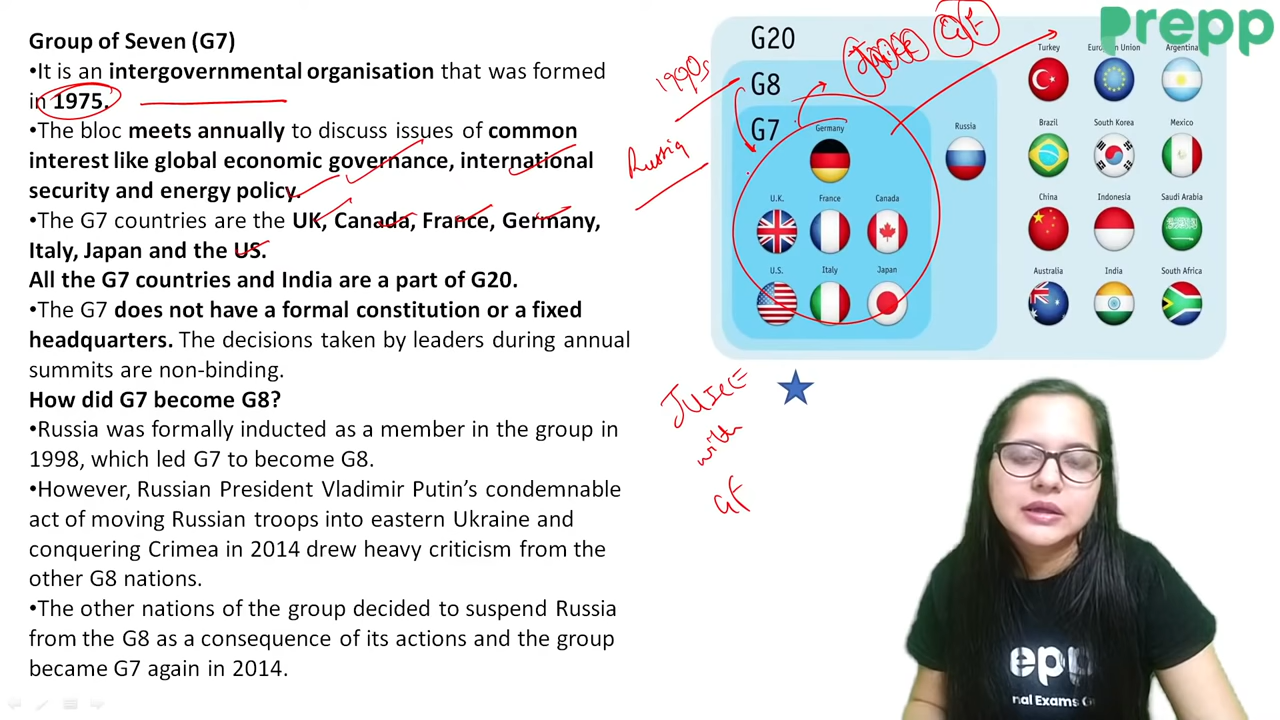 Group of Seven (G7)
•It is an intergovernmental organisation that was formed
in 1975.
•The bloc meets annually to discuss issues of common
interest like global economic governance, international
security and energy policy.
•The G7 countries are the UK, Canada, France, Germany,
Italy, Japan and the US.
All the G7 countries and India are a part of G20.
•The G7 does not have a formal constitution or a fixed
headquarters. The decisions taken by leaders during annual
summits are non-binding.
How did G7 become G8?
•Russia was formally inducted as a member in the group in
1998, which led G7 to become G8.
•However, Russian President Vladimir Putin’s condemnable
act of moving Russian troops into eastern Ukraine and
conquering Crimea in 2014 drew heavy criticism from the
other G8 nations.
•The other nations of the group decided to suspend Russia
from the G8 as a consequence of its actions and the group
became G7 again in 2014.
1990s
Russia
G20
G8
G7
Germany
U.K.
France
Canada
U.S.
Italy
Japan
Russia
Turkey
European Union
Argentina
Brazil
South Korea
Mexico
China
Indonesia
Saudi Arabia
Australia
India
South Africa
Prepp
with
GF
epp
nal Exams Gu